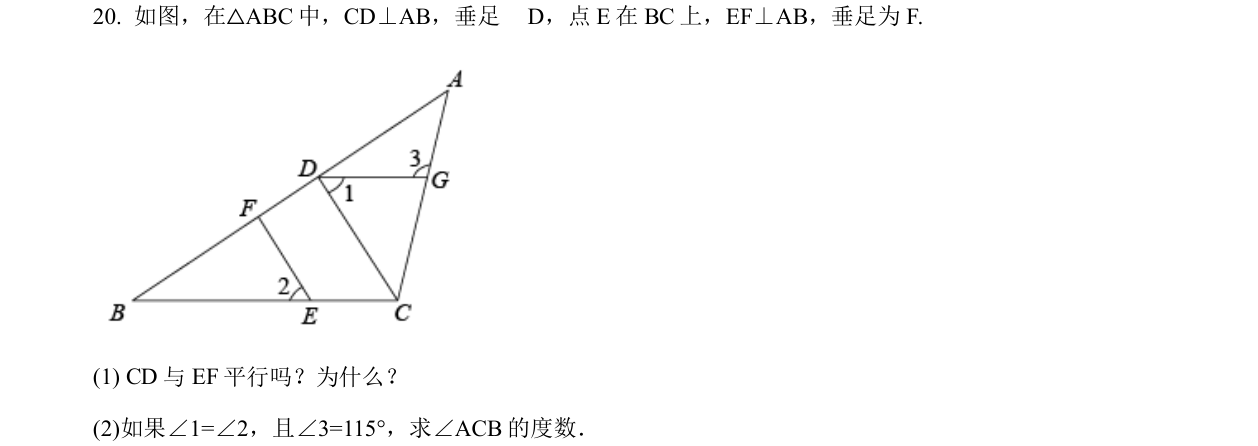 20. 如图，在△ABC 中，CD⊥AB，垂足 D，点 E 在 BC 上，EF⊥AB，垂足为 F.
A
D
3
G
1
F
2
B
E
C
(1) CD 与 EF 平行吗？为什么？
(2)如果∠1=∠2，且∠3=115°，求∠ACB 的度数．